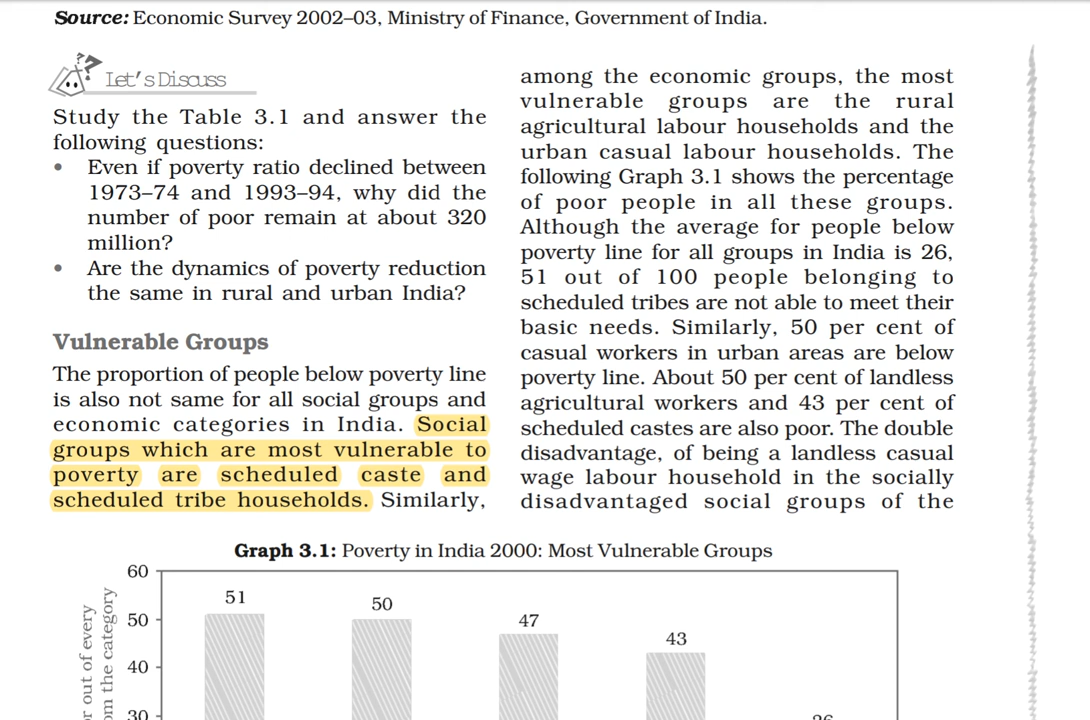 Source: Economic Survey 2002–03, Ministry of Finance, Government of India.
??
Let's Discuss
Study the Table 3.1 and answer the
following questions:
• Even if poverty ratio declined between
1973–74 and 1993–94, why did the
number of poor remain at about 320
million?
• Are the dynamics of poverty reduction
the same in rural and urban India?
Vulnerable Groups
The proportion of people below poverty line
is also not same for all social groups and
economic categories in India. Social
groups which are most vulnerable to
poverty are scheduled caste and
scheduled tribe households. Similarly,
among the economic groups, the most
vulnerable groups are the rural
agricultural labour households and the
urban casual labour households. The
following Graph 3.1 shows the percentage
of poor people in all these groups.
Although the average for people below
poverty line for all groups in India is 26,
51 out of 100 people belonging to
scheduled tribes are not able to meet their
basic needs. Similarly, 50 per cent of
casual workers in urban areas are below
poverty line. About 50 per cent of landless
agricultural workers and 43 per cent of
scheduled castes are also poor. The double
disadvantage, of being a landless casual
wage labour household in the socially
disadvantaged social groups of the
Graph 3.1: Poverty in India 2000: Most Vulnerable Groups
60
50
40
30
out of every
the category
51
50
47
43
26